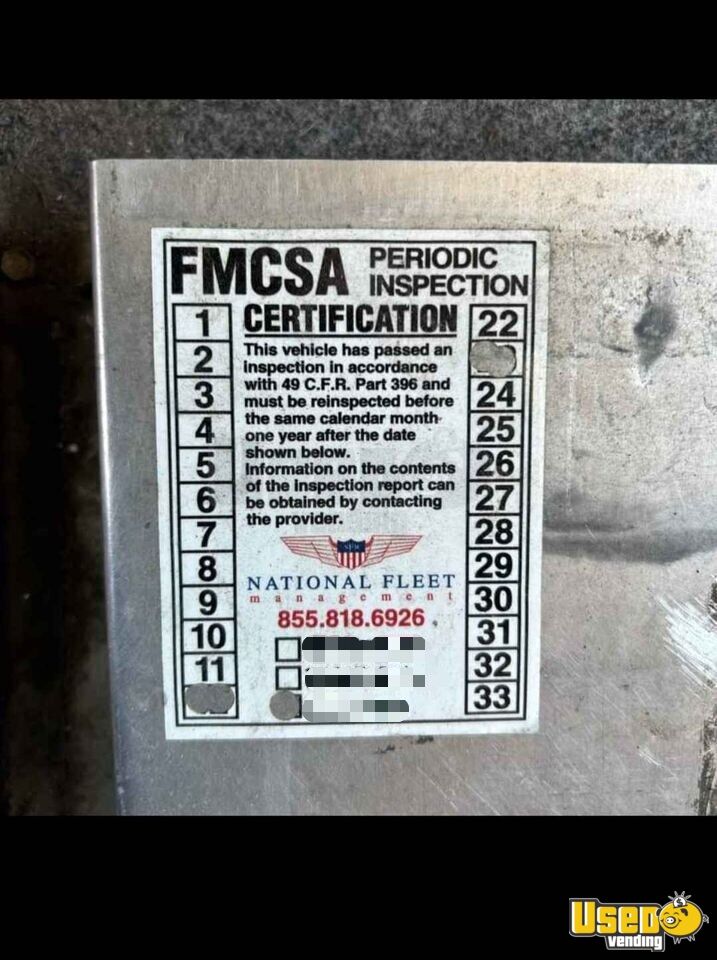 FMCSA PERIODIC INSPECTION
CERTIFICATION
1
2
3
4
5
6
7
8
9
10
11
This vehicle has passed an
inspection in accordance
with 49 C.F.R. Part 396 and
must be reinspected before
the same calendar month
one year after the date
shown below.
Information on the contents
of the inspection report can
be obtained by contacting
the provider.
NFM
NATIONAL FLEET
management
855.818.6926
22
24
25
26
27
28
29
30
31
32
33
USED
vending